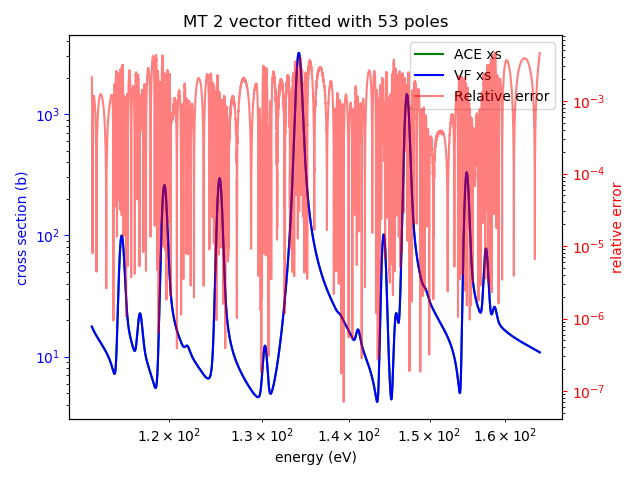 MT 2 vector fitted with 53 poles
ACE xs
VF xs
Relative error
10³
10²
10¹
cross section (b)
10⁻³
10⁻⁴
10⁻⁵
10⁻⁶
10⁻⁷
relative error
1.2 × 10² 1.3 × 10² 1.4 × 10² 1.5 × 10² 1.6 × 10²
energy (eV)